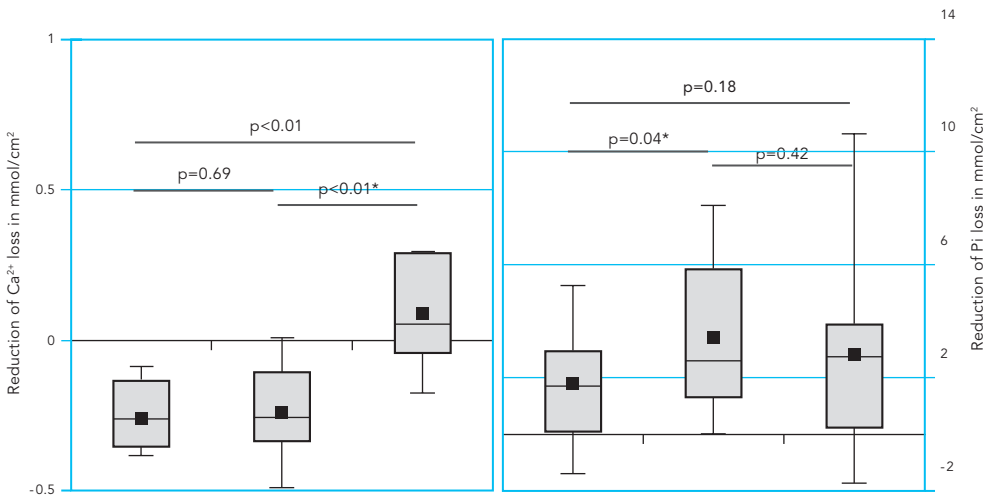 14
1
p=0.18
p<0.01
10
p=0.04*
p=0.42
p=0.69
p<0.01*
0.5
Reduction of Ca²⁺ loss in mmol/cm²
Reduction of Pi loss in mmol/cm²
6
0
2
-2
-0.5